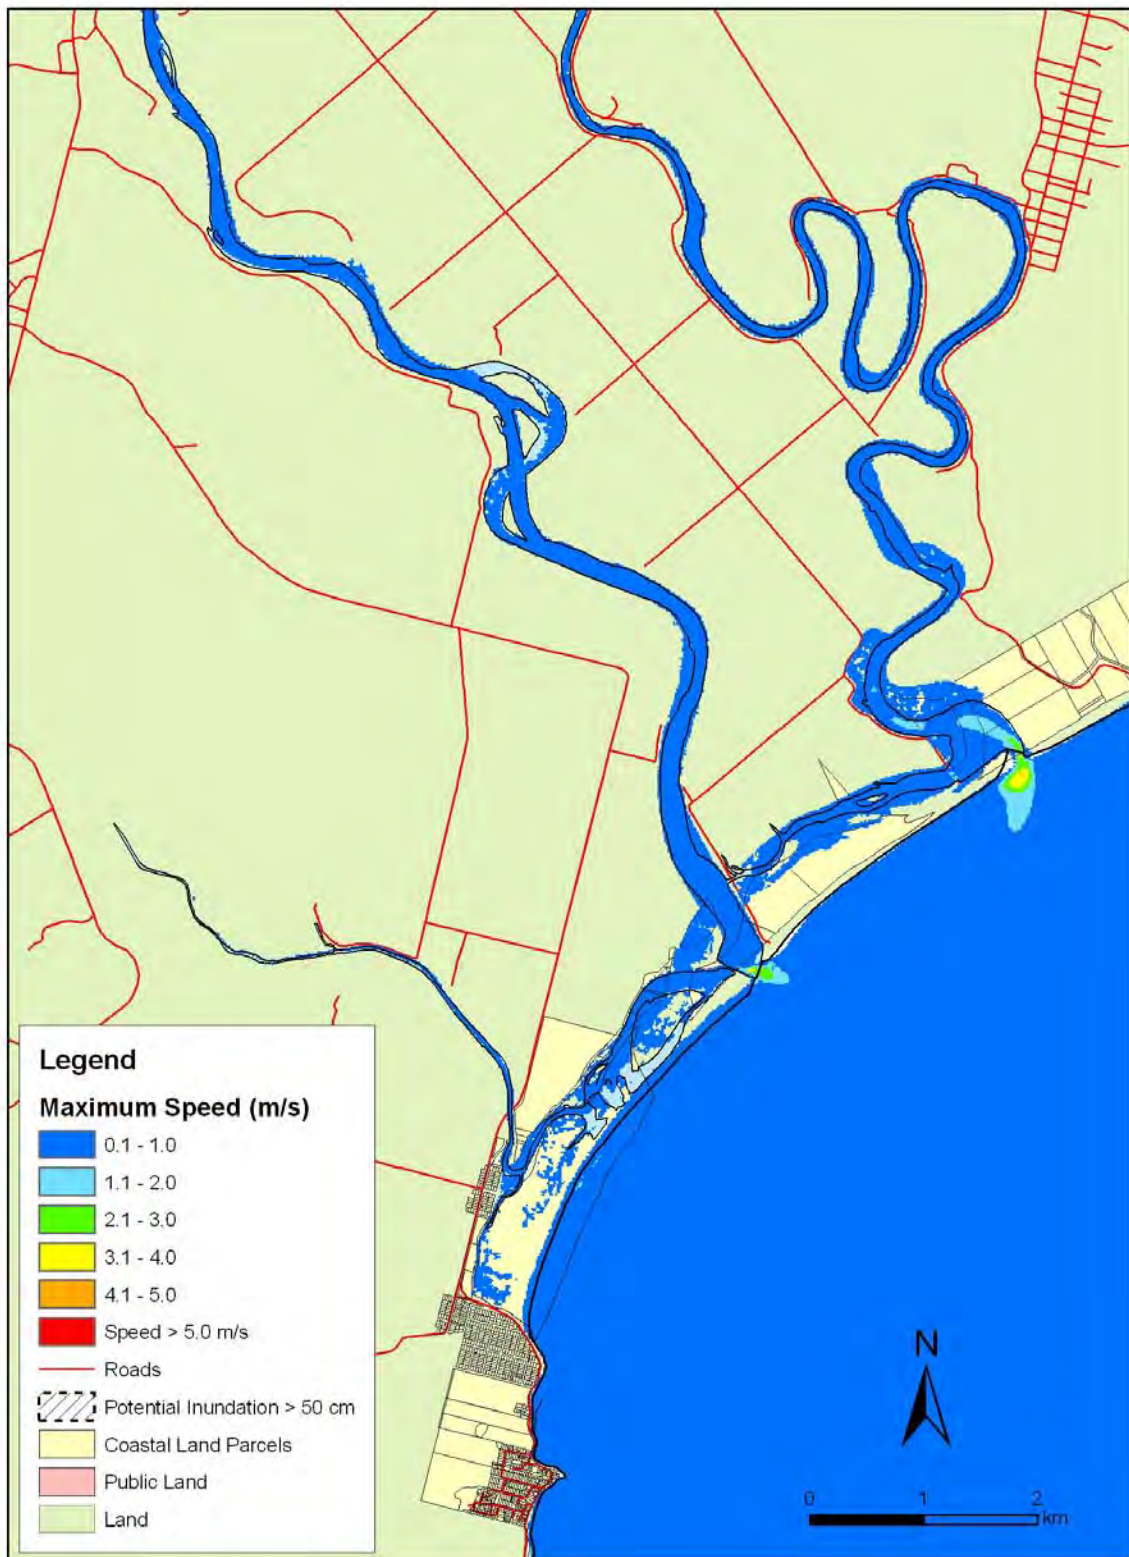 Legend
Maximum Speed (m/s)
0.1 - 1.0
1.1 - 2.0
2.1 - 3.0
3.1 - 4.0
4.1 - 5.0
Speed > 5.0 m/s
Roads
Potential Inundation > 50 cm
Coastal Land Parcels
Public Land
Land
N
0 1 2
km